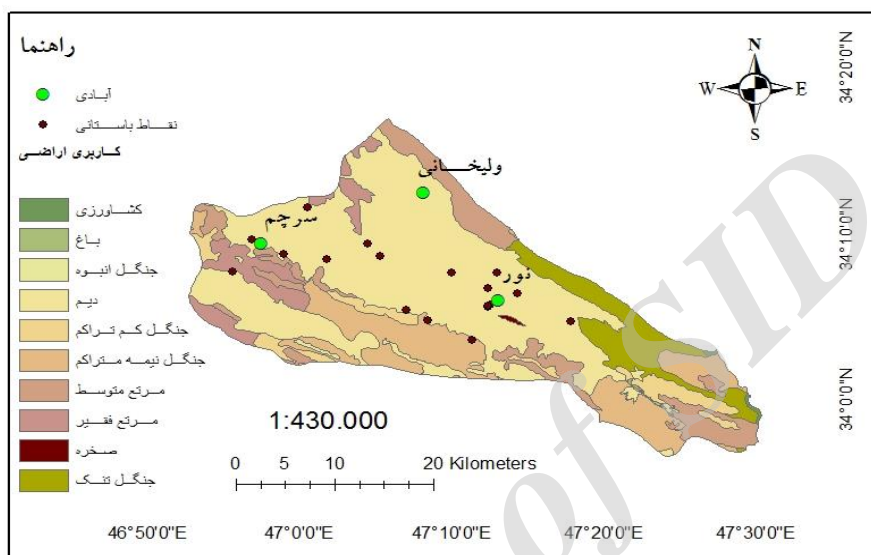 راهنما
آبادی
نقاط باستانی
کاربری اراضی
کشاورزی
باغ
جنگل انبوه
دیم
جنگل کم تراکم
جنگل نیمه متراکم
مرتع متوسط
مرتع فقیر
صخره
جنگل تنک
ولیخانی
سرچم
نور
N
W E
S
34°20'0"N
34°10'0"N
34°0'0"N
1:430.000
0 5 10 20 Kilometers
46°50'0"E 47°0'0"E 47°10'0"E 47°20'0"E 47°30'0"E
of SID